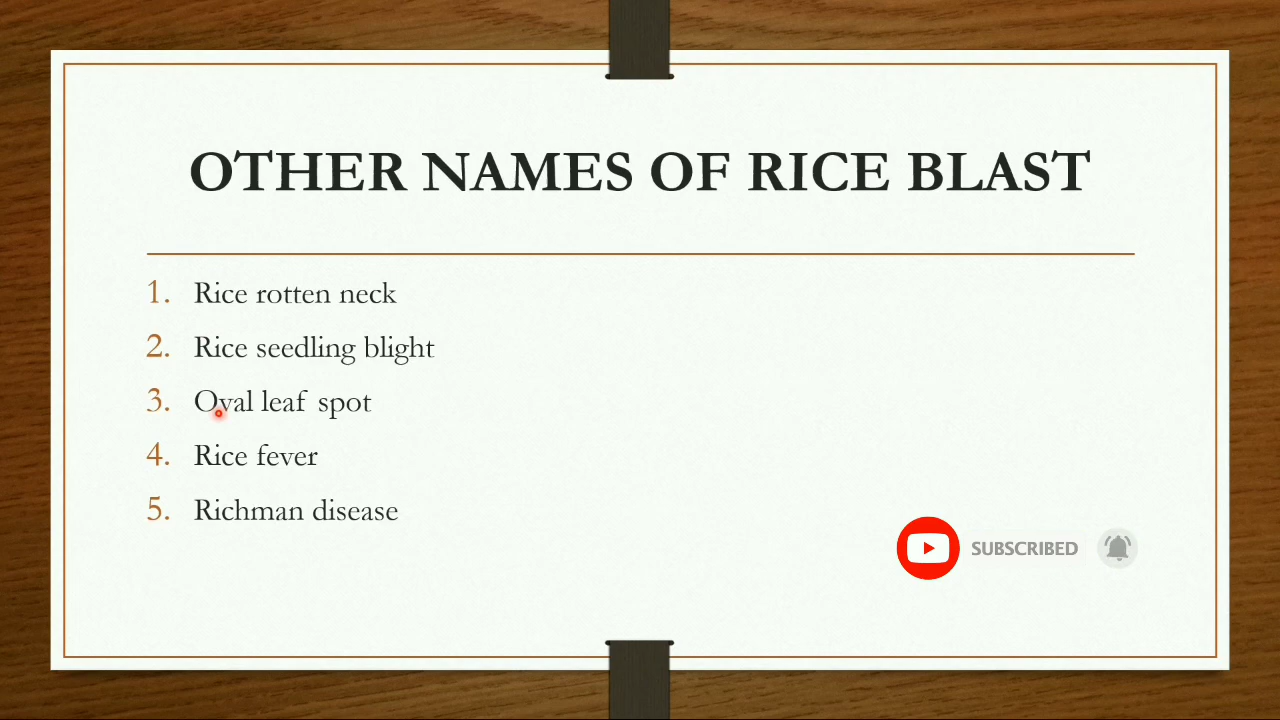 OTHER NAMES OF RICE BLAST
1. Rice rotten neck
2. Rice seedling blight
3. Oval leaf spot
4. Rice fever
5. Richman disease
SUBSCRIBED